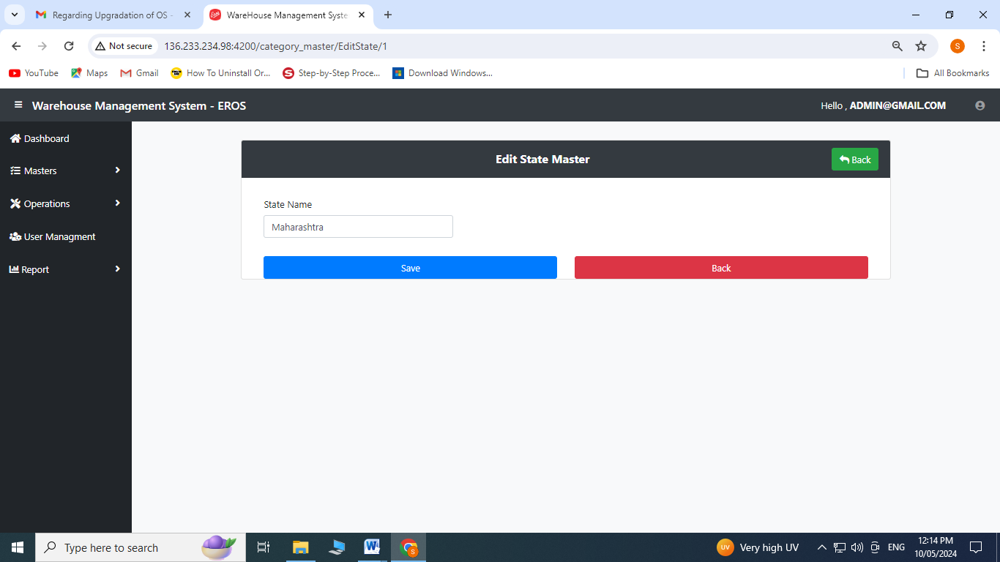 Regarding Upgradation of OS -
WareHouse Management Syste
Not secure
136.233.234.98:4200/category_master/EditState/1
S
YouTube
Maps
Gmail
How To Uninstall Or...
Step-by-Step Proce...
Download Windows...
All Bookmarks
Warehouse Management System - EROS
Hello , ADMIN@GMAIL.COM
Dashboard
Masters
Operations
User Managment
Report
Edit State Master
Back
State Name
Maharashtra
Save
Back
Type here to search
UV
Very high UV
ENG
12:14 PM
10/05/2024